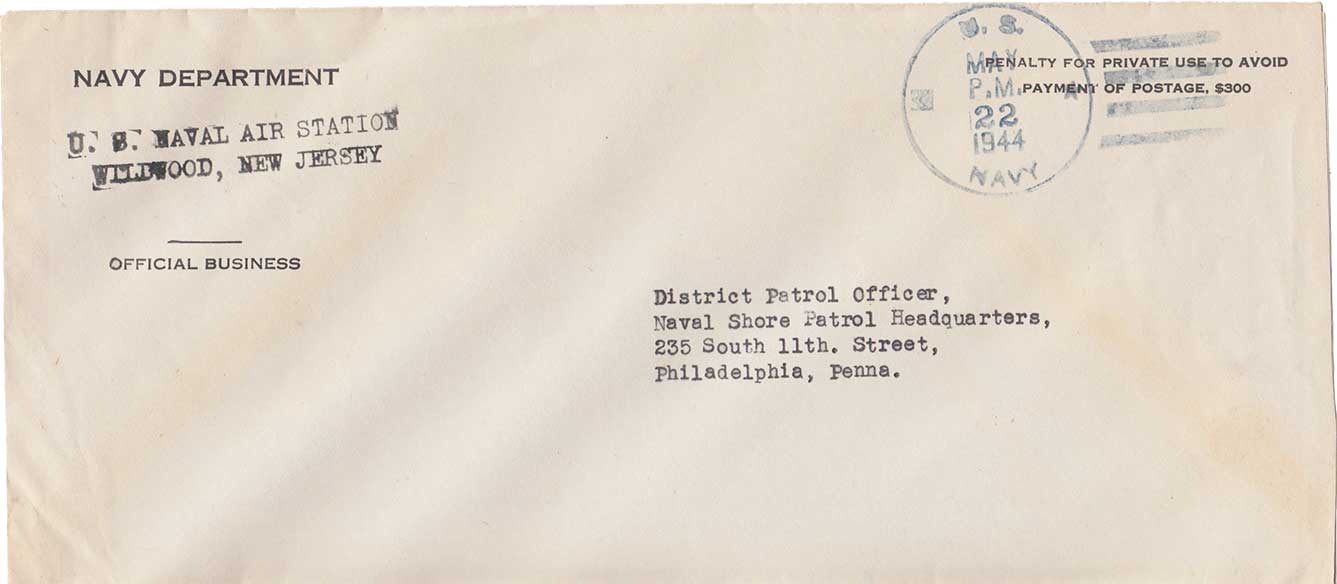 NAVY DEPARTMENT
U. S. NAVAL AIR STATION
WILDWOOD, NEW JERSEY
OFFICIAL BUSINESS
U. S.
MAY
P.M.
22
1944
NAVY
PENALTY FOR PRIVATE USE TO AVOID
PAYMENT OF POSTAGE, $300
District Patrol Officer,
Naval Shore Patrol Headquarters,
235 South 11th. Street,
Philadelphia, Penna.